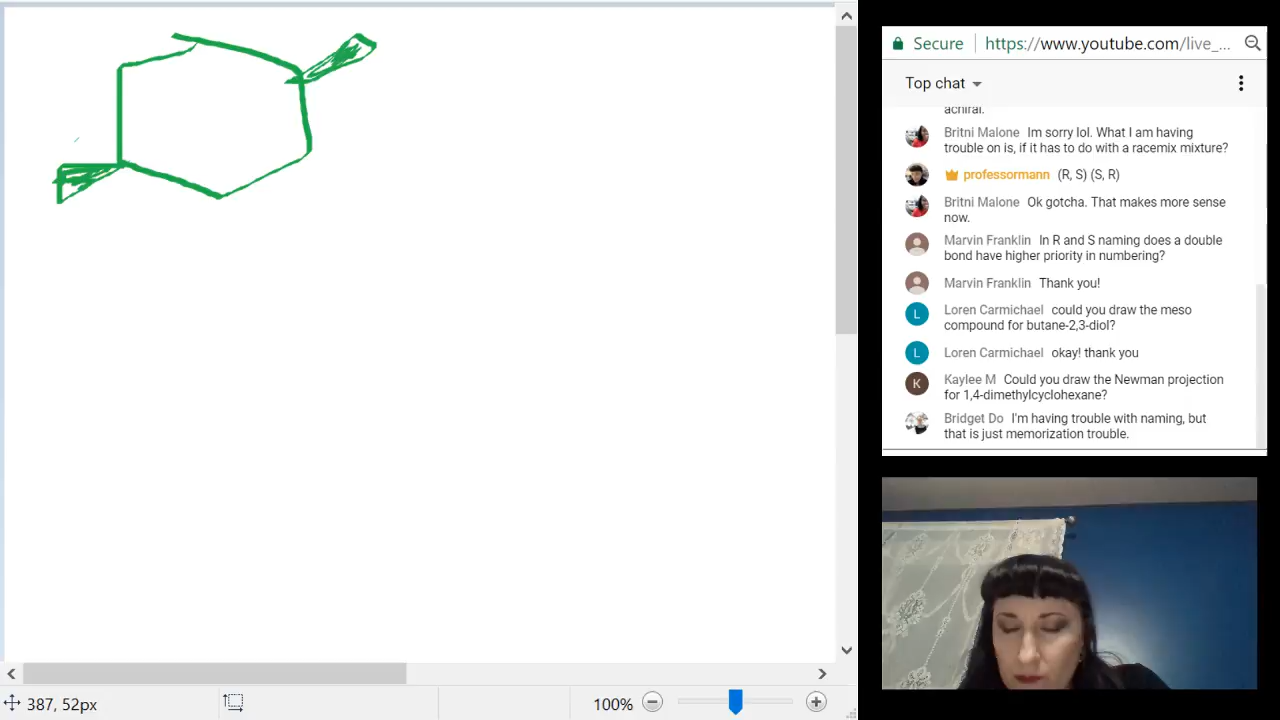 Secure
https://www.youtube.com/live_...
Top chat
achiral.
Britni Malone Im sorry lol. What I am having
trouble on is, if it has to do with a racemix mixture?
professormann (R, S) (S, R)
Britni Malone Ok gotcha. That makes more sense
now.
Marvin Franklin In R and S naming does a double
bond have higher priority in numbering?
Marvin Franklin Thank you!
L Loren Carmichael could you draw the meso
compound for butane-2,3-diol?
L Loren Carmichael okay! thank you
K Kaylee M Could you draw the Newman projection
for 1,4-dimethylcyclohexane?
Bridget Do I'm having trouble with naming, but
that is just memorization trouble.
387, 52px
100%